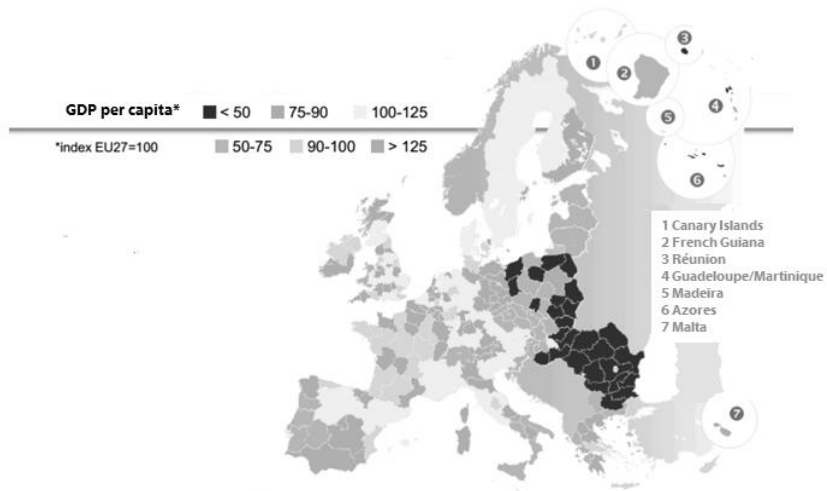 GDP per capita* < 50 75-90 100-125
*index EU27=100 50-75 90-100 > 125
1
2
3
4
5
6
7
1 Canary Islands
2 French Guiana
3 Réunion
4 Guadeloupe/Martinique
5 Madeira
6 Azores
7 Malta